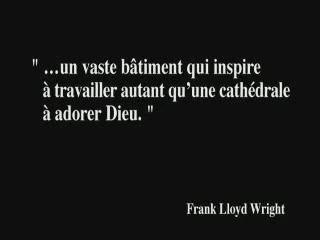 " ...un vaste bâtiment qui inspire
à travailler autant qu'une cathédrale
à adorer Dieu. "
Frank Lloyd Wright